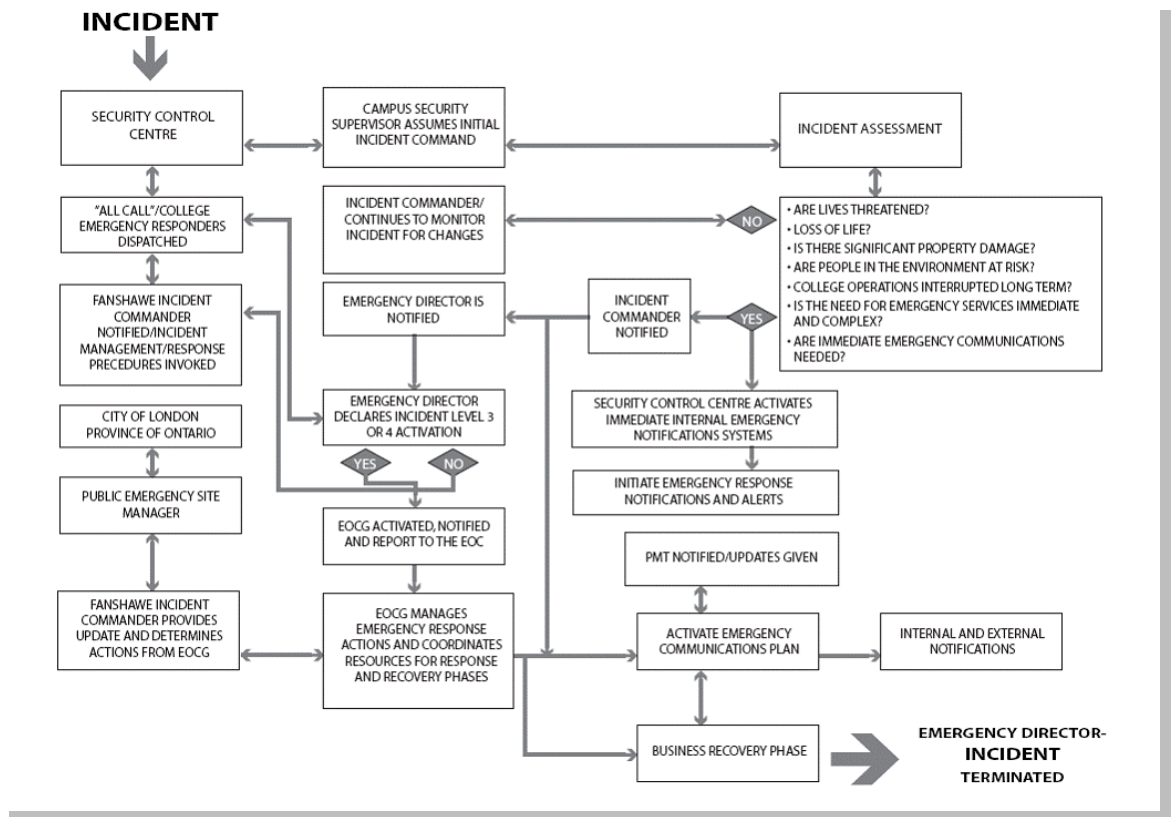 INCIDENT
SECURITY CONTROL
CENTRE
CAMPUS SECURITY
SUPERVISOR ASSUMES INITIAL
INCIDENT COMMAND
INCIDENT ASSESSMENT
"ALL CALL"/COLLEGE
EMERGENCY RESPONDERS
DISPATCHED
INCIDENT COMMANDER/
CONTINUES TO MONITOR
INCIDENT FOR CHANGES
NO
• ARE LIVES THREATENED?
• LOSS OF LIFE?
• IS THERE SIGNIFICANT PROPERTY DAMAGE?
• ARE PEOPLE IN THE ENVIRONMENT AT RISK?
• COLLEGE OPERATIONS INTERRUPTED LONG TERM?
• IS THE NEED FOR EMERGENCY SERVICES IMMEDIATE
AND COMPLEX?
• ARE IMMEDIATE EMERGENCY COMMUNICATIONS
NEEDED?
FANSHAWE INCIDENT
COMMANDER
NOTIFIED/INCIDENT
MANAGEMENT/RESPONSE
PRECEDURES INVOKED
EMERGENCY DIRECTOR IS
NOTIFIED
INCIDENT
COMMANDER
NOTIFIED
YES
EMERGENCY DIRECTOR
DECLARES INCIDENT LEVEL 3
OR 4 ACTIVATION
SECURITY CONTROL CENTRE ACTIVATES
IMMEDIATE INTERNAL EMERGENCY
NOTIFICATIONS SYSTEMS
CITY OF LONDON
PROVINCE OF ONTARIO
YES
NO
INITIATE EMERGENCY RESPONSE
NOTIFICATIONS AND ALERTS
PUBLIC EMERGENCY SITE
MANAGER
EOCG ACTIVATED, NOTIFIED
AND REPORT TO THE EOC
PMT NOTIFIED/UPDATES GIVEN
FANSHAWE INCIDENT
COMMANDER PROVIDES
UPDATE AND DETERMINES
ACTIONS FROM EOCG
EOCG MANAGES
EMERGENCY RESPONSE
ACTIONS AND COORDINATES
RESOURCES FOR RESPONSE
AND RECOVERY PHASES
ACTIVATE EMERGENCY
COMMUNICATIONS PLAN
INTERNAL AND EXTERNAL
NOTIFICATIONS
BUSINESS RECOVERY PHASE
EMERGENCY DIRECTOR-
INCIDENT
TERMINATED